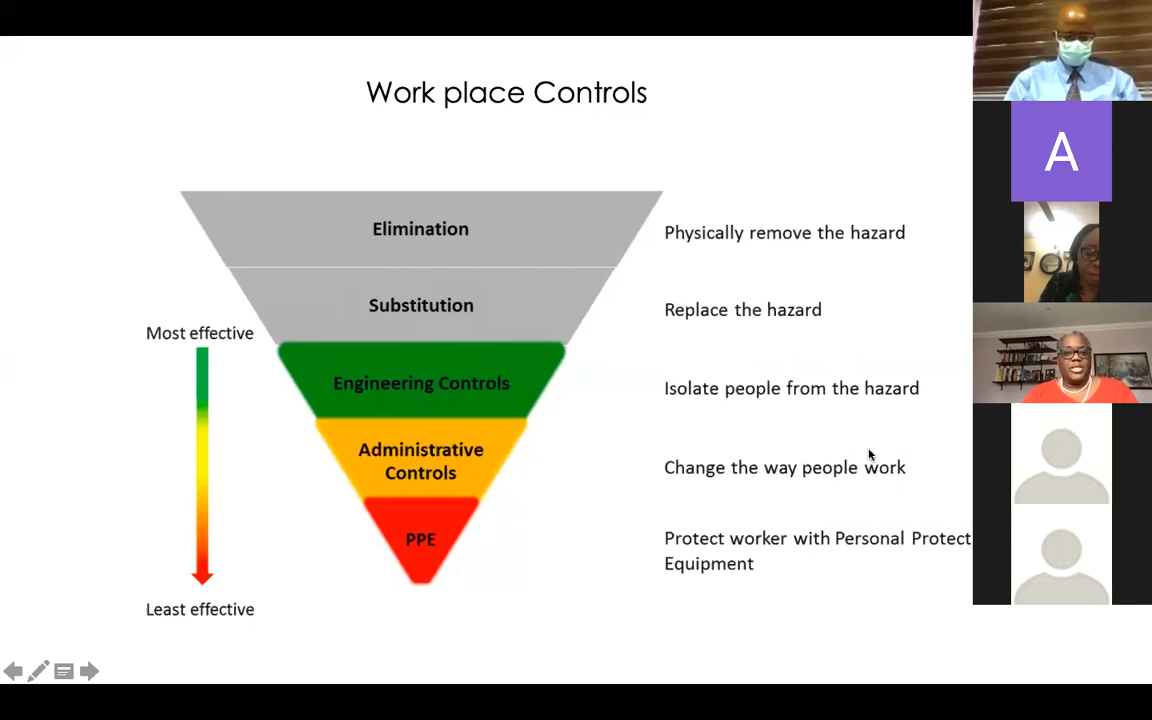 Work place Controls
Elimination
Physically remove the hazard
Substitution
Replace the hazard
Most effective
Engineering Controls
Isolate people from the hazard
Administrative
Controls
Change the way people work
PPE
Protect worker with Personal Protect
Equipment
Least effective
A